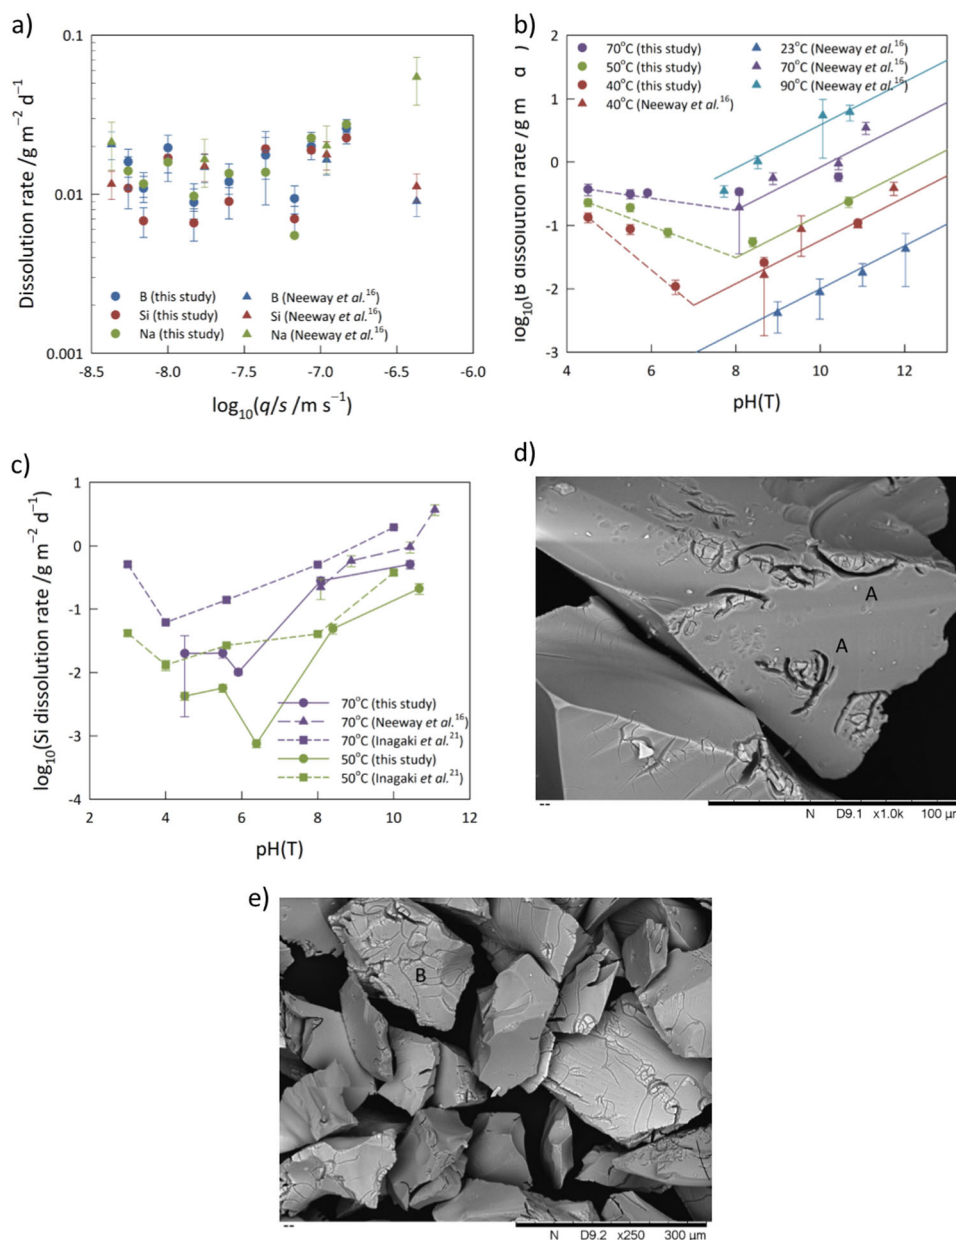 a)
0.1
0.01
0.001
Dissolution rate /g m⁻² d⁻¹
B (this study)
Si (this study)
Na (this study)
B (Neeway et al.¹⁶)
Si (Neeway et al.¹⁶)
Na (Neeway et al.¹⁶)
-8.5 -8.0 -7.5 -7.0 -6.5 -6.0
log₁₀(q/s /m s⁻¹)
b)
2
1
0
-1
-2
-3
log₁₀(B dissolution rate /g m d)
70°C (this study)
50°C (this study)
40°C (this study)
40°C (Neeway et al.¹⁶)
23°C (Neeway et al.¹⁶)
70°C (Neeway et al.¹⁶)
90°C (Neeway et al.¹⁶)
4 6 8 10 12
pH(T)
c)
1
0
-1
-2
-3
-4
log₁₀(Si dissolution rate /g m⁻² d⁻¹)
70°C (this study)
70°C (Neeway et al.¹⁶)
70°C (Inagaki et al.²¹)
50°C (this study)
50°C (Inagaki et al.²¹)
2 4 6 8 10 12
pH(T)
d)
A
A
--
N D9.1 x1.0k 100 µm
e)
B
--
N D9.2 x250 300 µm